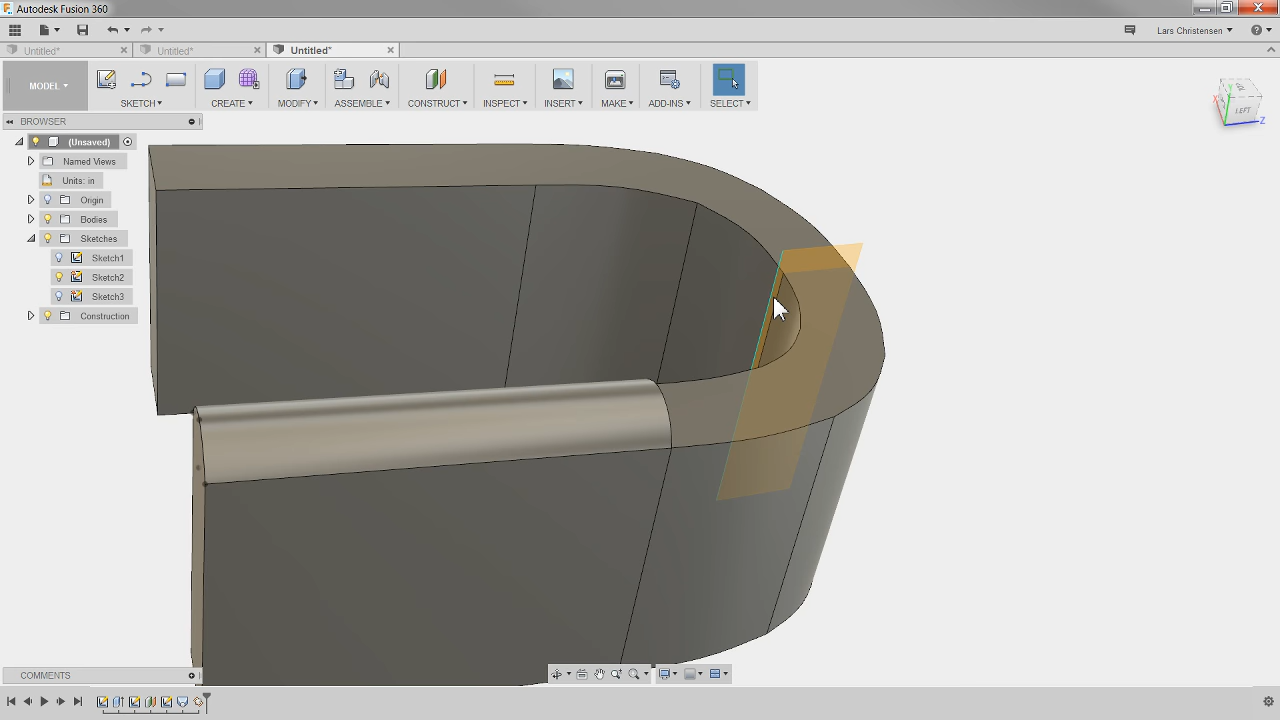 Autodesk Fusion 360
Lars Christensen
Untitled*
Untitled*
Untitled*
MODEL
SKETCH
CREATE
MODIFY
ASSEMBLE
CONSTRUCT
INSPECT
INSERT
MAKE
ADD-INS
SELECT
BROWSER
(Unsaved)
Named Views
Units: in
Origin
Bodies
Sketches
Sketch1
Sketch2
Sketch3
Construction
LEFT
X
Y
Z
COMMENTS